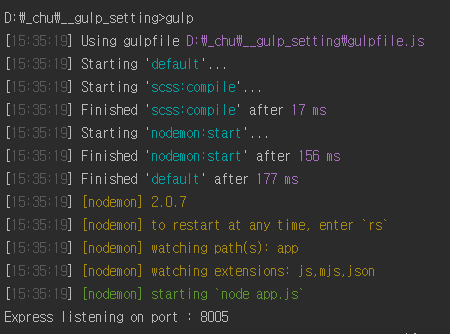 D:₩_chu₩__gulp_setting>gulp
[15:35:19] Using gulpfile D:₩_chu₩__gulp_setting₩gulpfile.js
[15:35:19] Starting 'default'...
[15:35:19] Starting 'scss:compile'...
[15:35:19] Finished 'scss:compile' after 17 ms
[15:35:19] Starting 'nodemon:start'...
[15:35:19] Finished 'nodemon:start' after 156 ms
[15:35:19] Finished 'default' after 177 ms
[15:35:19] [nodemon] 2.0.7
[15:35:19] [nodemon] to restart at any time, enter `rs`
[15:35:19] [nodemon] watching path(s): app
[15:35:19] [nodemon] watching extensions: js,mjs,json
[15:35:19] [nodemon] starting `node app.js`
Express listening on port : 8005